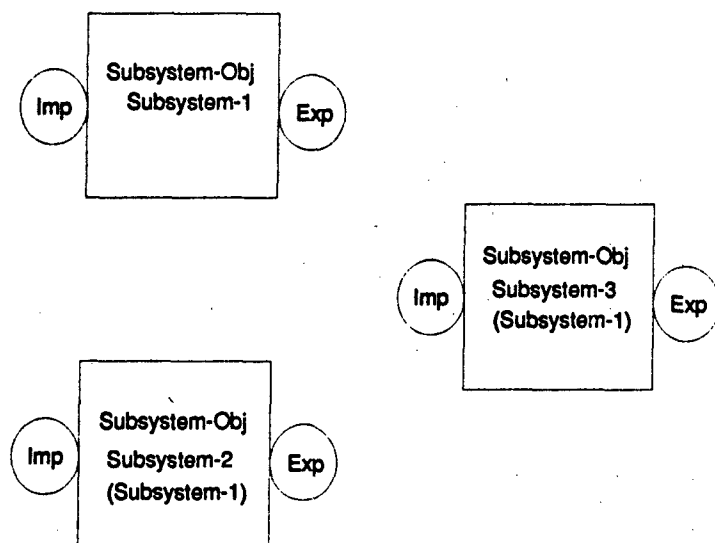 Subsystem-Obj
Subsystem-1
Imp
Exp
Subsystem-Obj
Subsystem-3
(Subsystem-1)
Imp
Exp
Subsystem-Obj
Subsystem-2
(Subsystem-1)
Imp
Exp